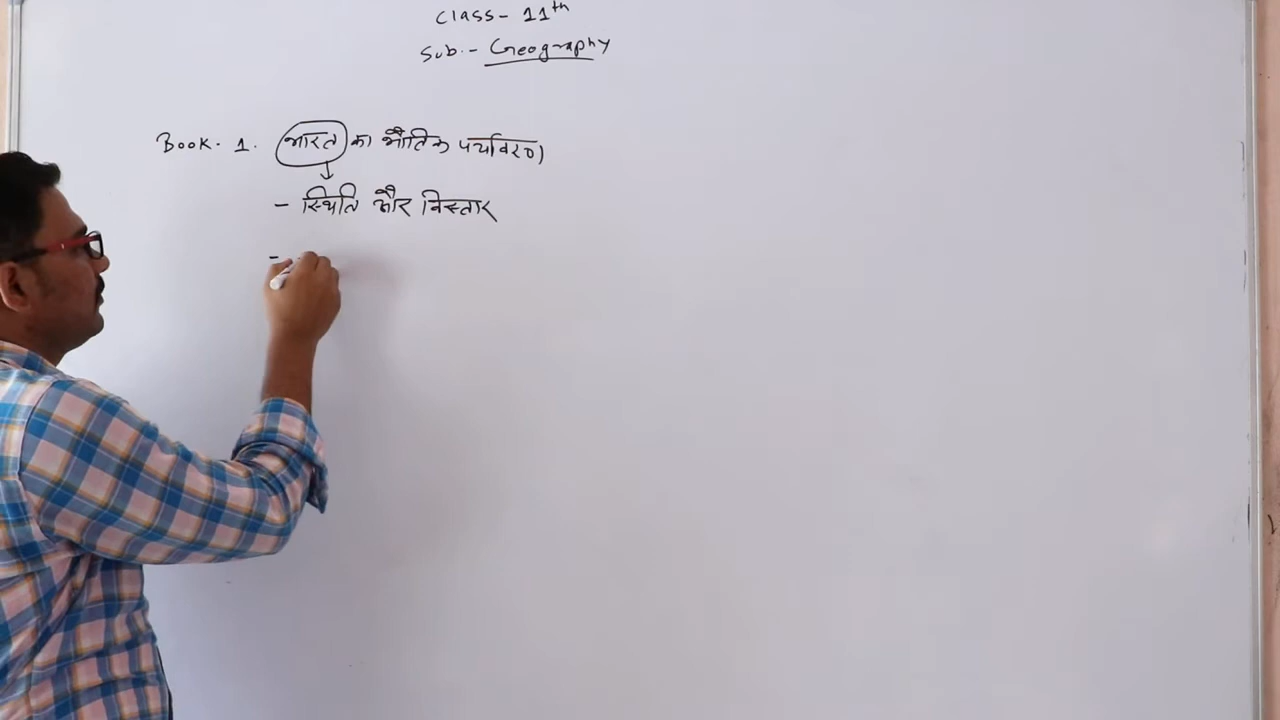 Class- 11th
Sub.- Geography
Book. 1. भारत का भौतिक पर्यावरण
- स्थिति और विस्तार
-